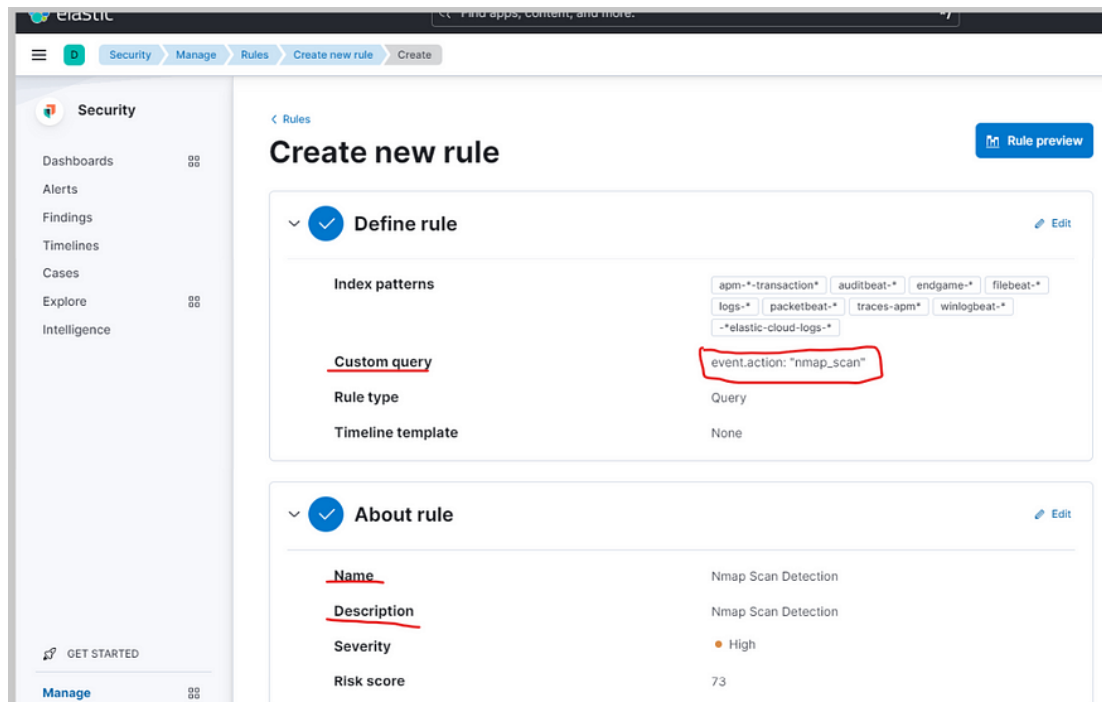 elastic
Find apps, content, and more.
D Security Manage Rules Create new rule Create
Security
Dashboards
Alerts
Findings
Timelines
Cases
Explore
Intelligence
GET STARTED
Manage
Rules
Create new rule
Rule preview
Define rule
Edit
Index patterns
apm-*-transaction* auditbeat-* endgame-* filebeat-*
logs-* packetbeat-* traces-apm* winlogbeat-*
-*elastic-cloud-logs-*
Custom query
event.action: "nmap_scan"
Rule type
Query
Timeline template
None
About rule
Edit
Name
Nmap Scan Detection
Description
Nmap Scan Detection
Severity
High
Risk score
73